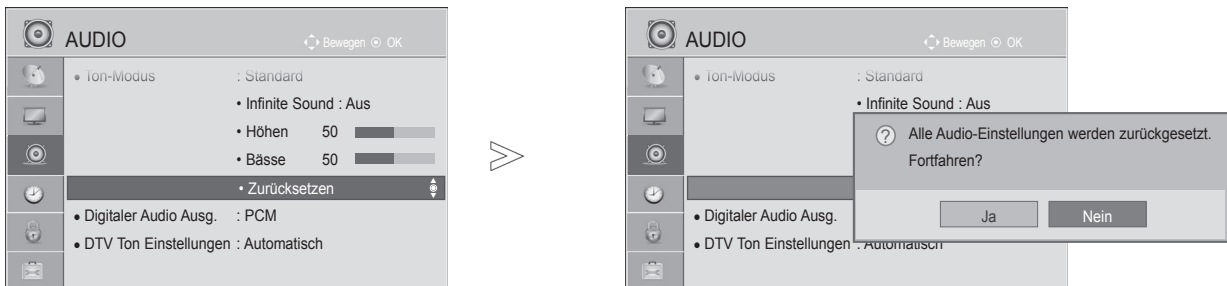 AUDIO
Bewegen OK
• Ton-Modus : Standard
• Infinite Sound : Aus
• Höhen 50
• Bässe 50
• Zurücksetzen
• Digitaler Audio Ausg. : PCM
• DTV Ton Einstellungen : Automatisch
AUDIO
Bewegen OK
• Ton-Modus : Standard
• Infinite Sound : Aus
? Alle Audio-Einstellungen werden zurückgesetzt.
Fortfahren?
Ja Nein
• Digitaler Audio Ausg.
• DTV Ton Einstellungen : Automatisch